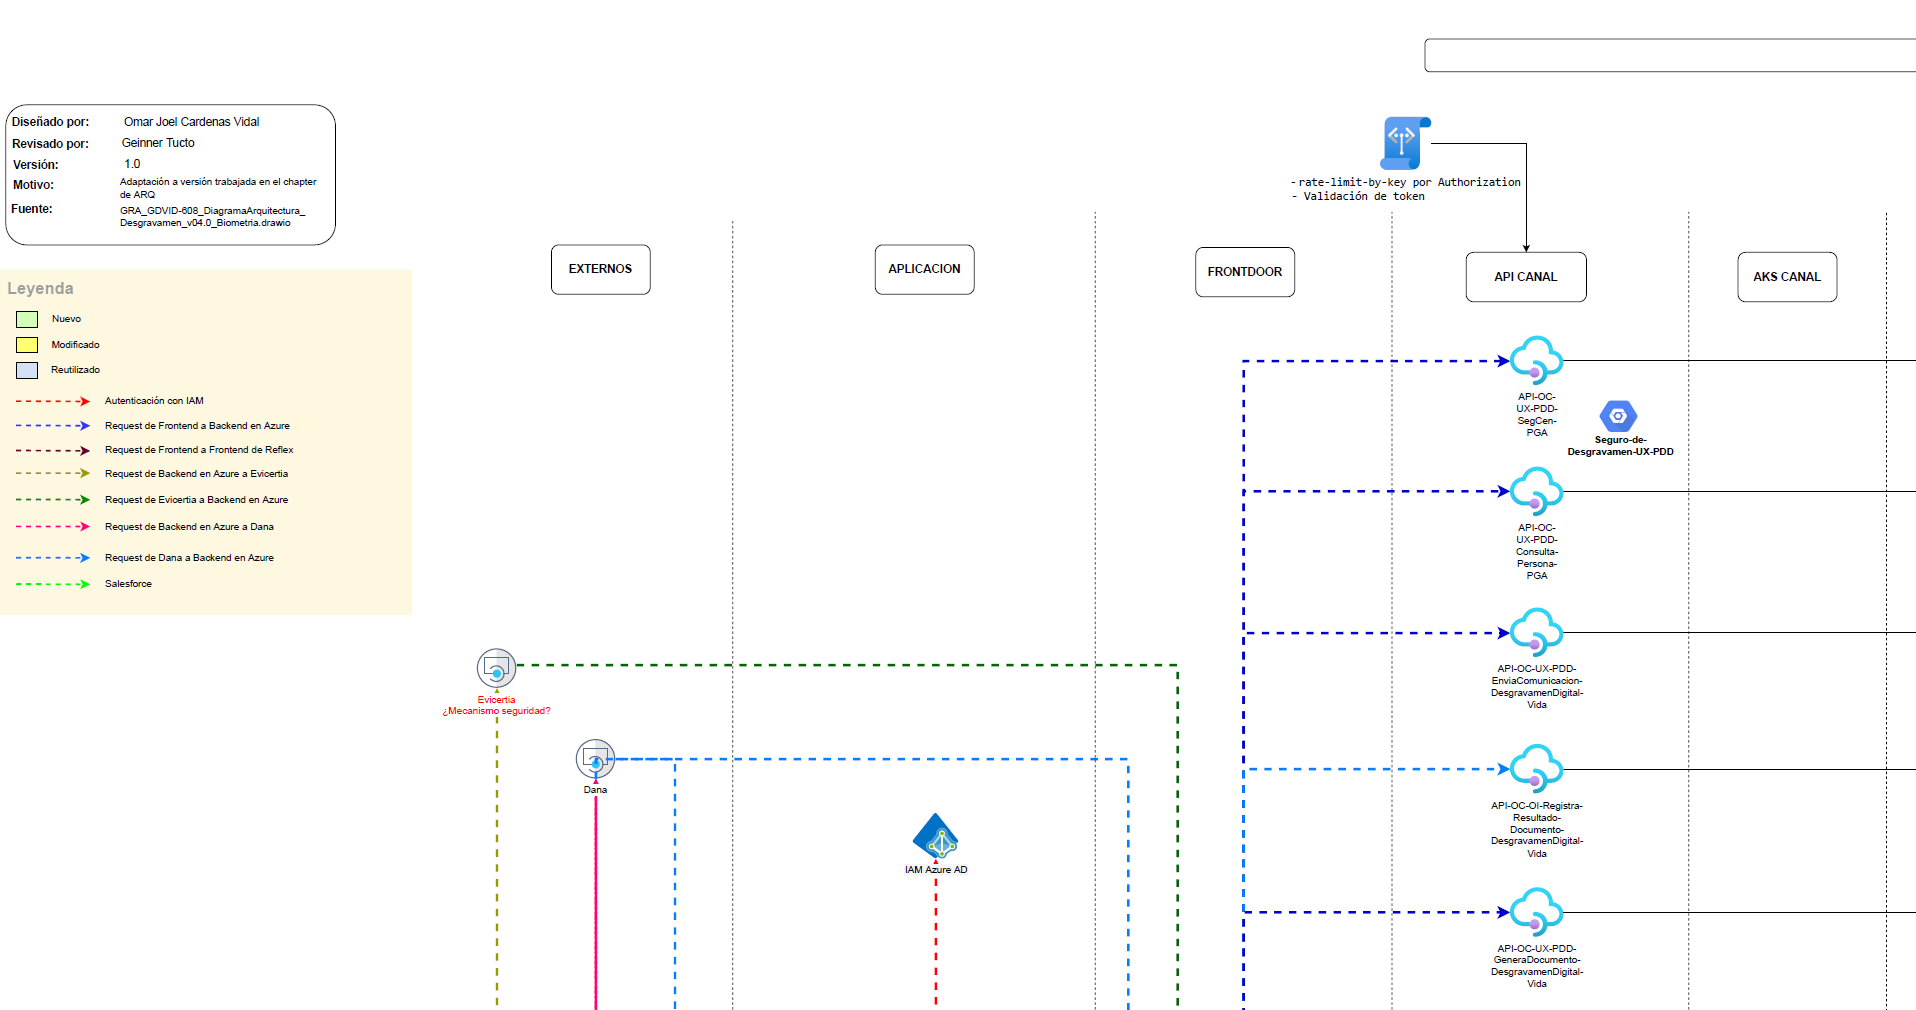 Diseñado por: Omar Joel Cardenas Vidal
Revisado por: Geinner Tucto
Versión: 1.0
Motivo: Adaptación a versión trabajada en el chapter
de ARQ
Fuente: GRA_GDVID-608_DiagramaArquitectura_
Desgravamen_v04.0_Biometria.drawio
Leyenda
Nuevo
Modificado
Reutilizado
Autenticación con IAM
Request de Frontend a Backend en Azure
Request de Frontend a Frontend de Reflex
Request de Backend en Azure a Evicertia
Request de Evicertia a Backend en Azure
Request de Backend en Azure a Dana
Request de Dana a Backend en Azure
Salesforce
-rate-limit-by-key por Authorization
- Validación de token
EXTERNOS
APLICACION
FRONTDOOR
API CANAL
AKS CANAL
API-OC-
UX-PDD-
SegCen-
PGA
Seguro-de-
Desgravamen-UX-PDD
API-OC-
UX-PDD-
Consulta-
Persona-
PGA
API-OC-UX-PDD-
EnviaComunicacion-
DesgravamenDigital-
Vida
Evicertia
¿Mecanismo seguridad?
Dana
IAM Azure AD
API-OC-OI-Registra-
Resultado-
Documento-
DesgravamenDigital-
Vida
API-OC-UX-PDD-
GeneraDocumento-
DesgravamenDigital-
Vida